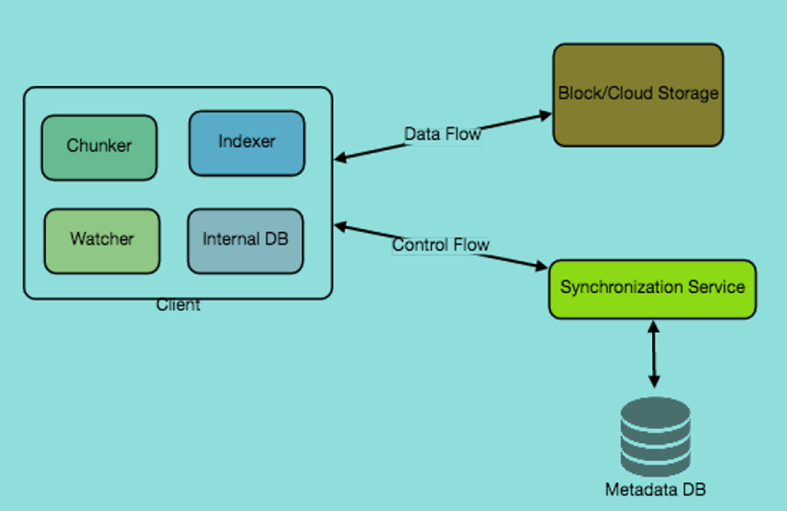 Block/Cloud Storage
Data Flow
Chunker
Indexer
Watcher
Internal DB
Client
Control Flow
Synchronization Service
Metadata DB